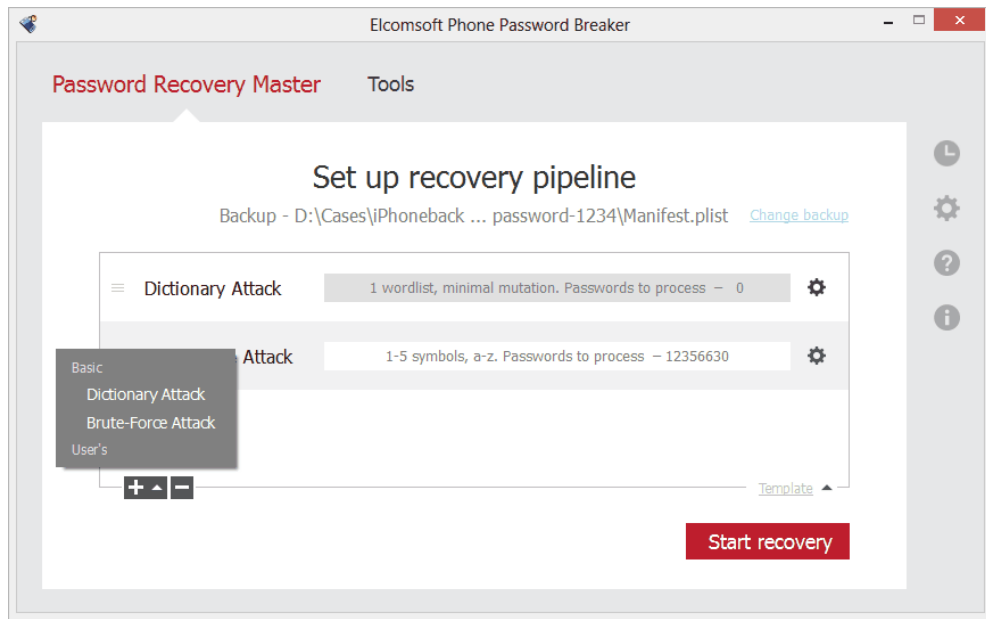 Elcomsoft Phone Password Breaker
Password Recovery Master Tools
Set up recovery pipeline
Backup - D:\Cases\iPhoneback ... password-1234\Manifest.plist Change backup
Dictionary Attack 1 wordlist, minimal mutation. Passwords to process – 0
Attack 1-5 symbols, a-z. Passwords to process – 12356630
Basic
Dictionary Attack
Brute-Force Attack
User's
Template
Start recovery